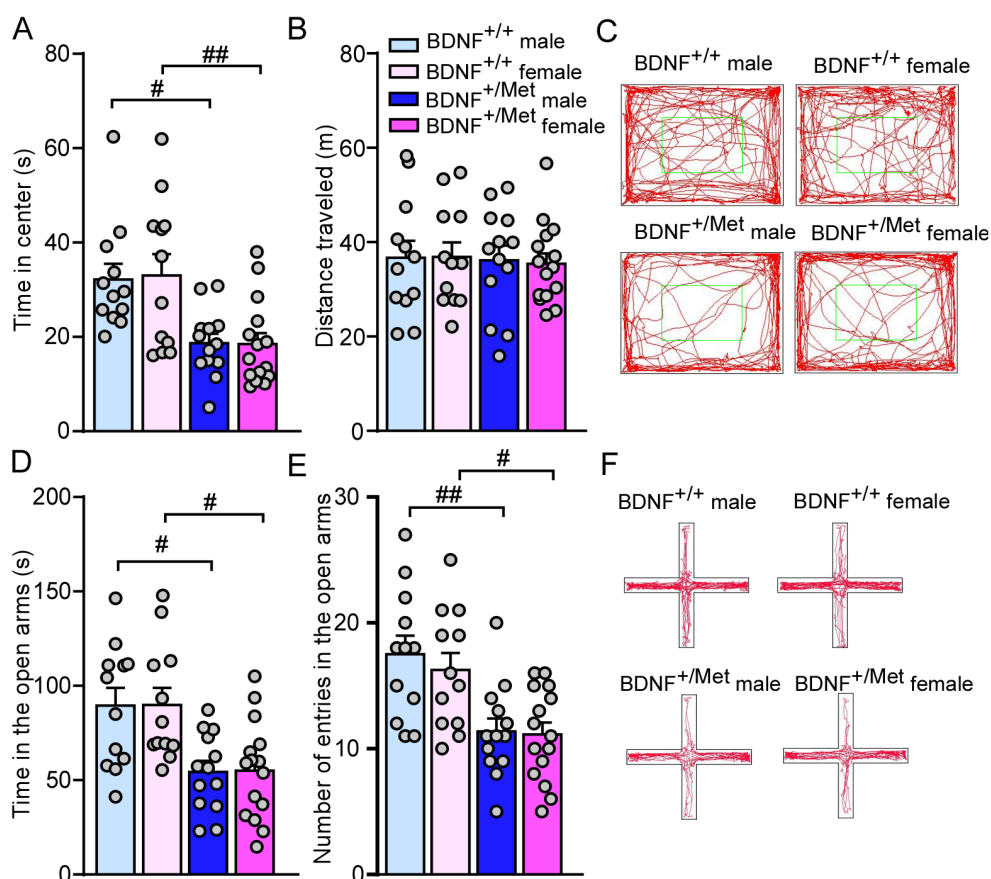 A
Time in center (s)
80
60
40
20
0
#
##
B
Distance traveled (m)
80
60
40
20
0
BDNF+/+ male
BDNF+/+ female
BDNF+/Met male
BDNF+/Met female
C
BDNF+/+ male
BDNF+/+ female
BDNF+/Met male
BDNF+/Met female
D
Time in the open arms (s)
200
150
100
50
0
#
#
E
Number of entries in the open arms
30
20
10
0
##
#
F
BDNF+/+ male
BDNF+/+ female
BDNF+/Met male
BDNF+/Met female